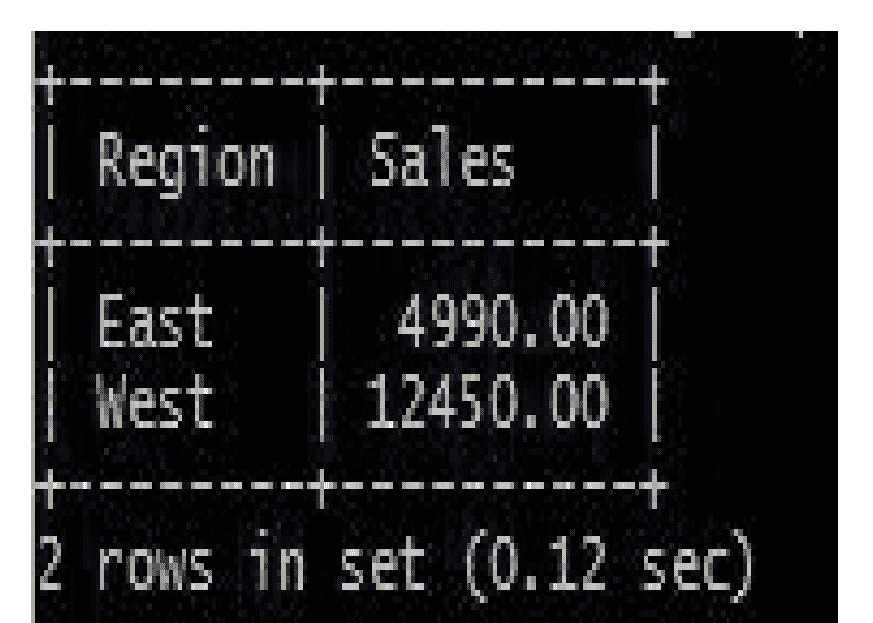 +---------+-----------+
| Region | Sales |
+---------+-----------+
| East | 4990.00 |
| West | 12450.00 |
+---------+-----------+
2 rows in set (0.12 sec)